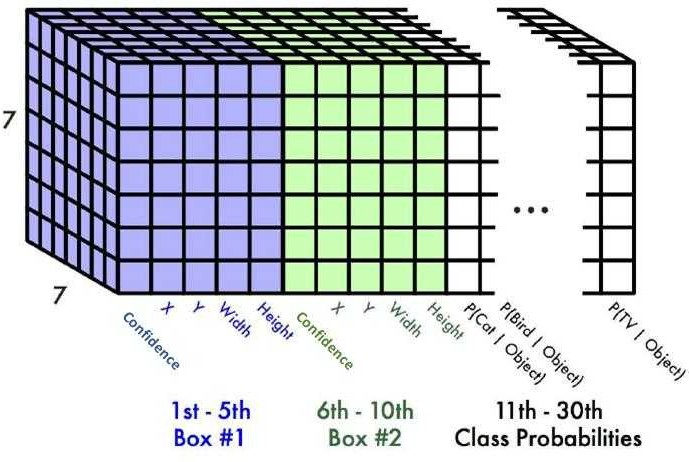 7
7
Confidence
X
Y
Width
Height
Confidence
X
Y
Width
Height
P(Cat | Object)
P(Bird | Object)
...
P(TV | Object)
1st - 5th
Box #1
6th - 10th
Box #2
11th - 30th
Class Probabilities